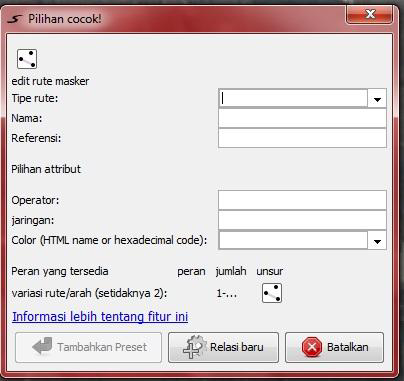 Pilihan cocok!
edit rute masker
Tipe rute:
Nama:
Referensi:
Pilihan attribut
Operator:
jaringan:
Color (HTML name or hexadecimal code):
Peran yang tersedia peran jumlah unsur
variasi rute/arah (setidaknya 2): 1-...
Informasi lebih tentang fitur ini
Tambahkan Preset Relasi baru Batalkan